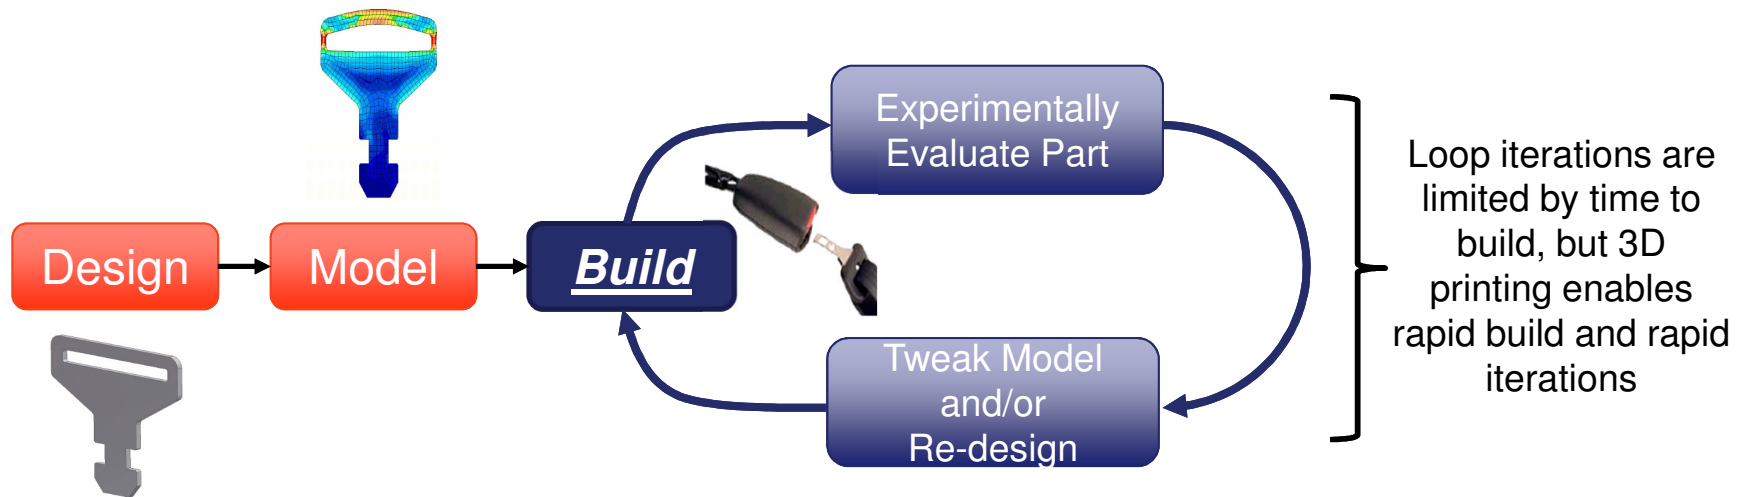 Design
Model
Build
Experimentally
Evaluate Part
Tweak Model
and/or
Re-design
Loop iterations are
limited by time to
build, but 3D
printing enables
rapid build and rapid
iterations